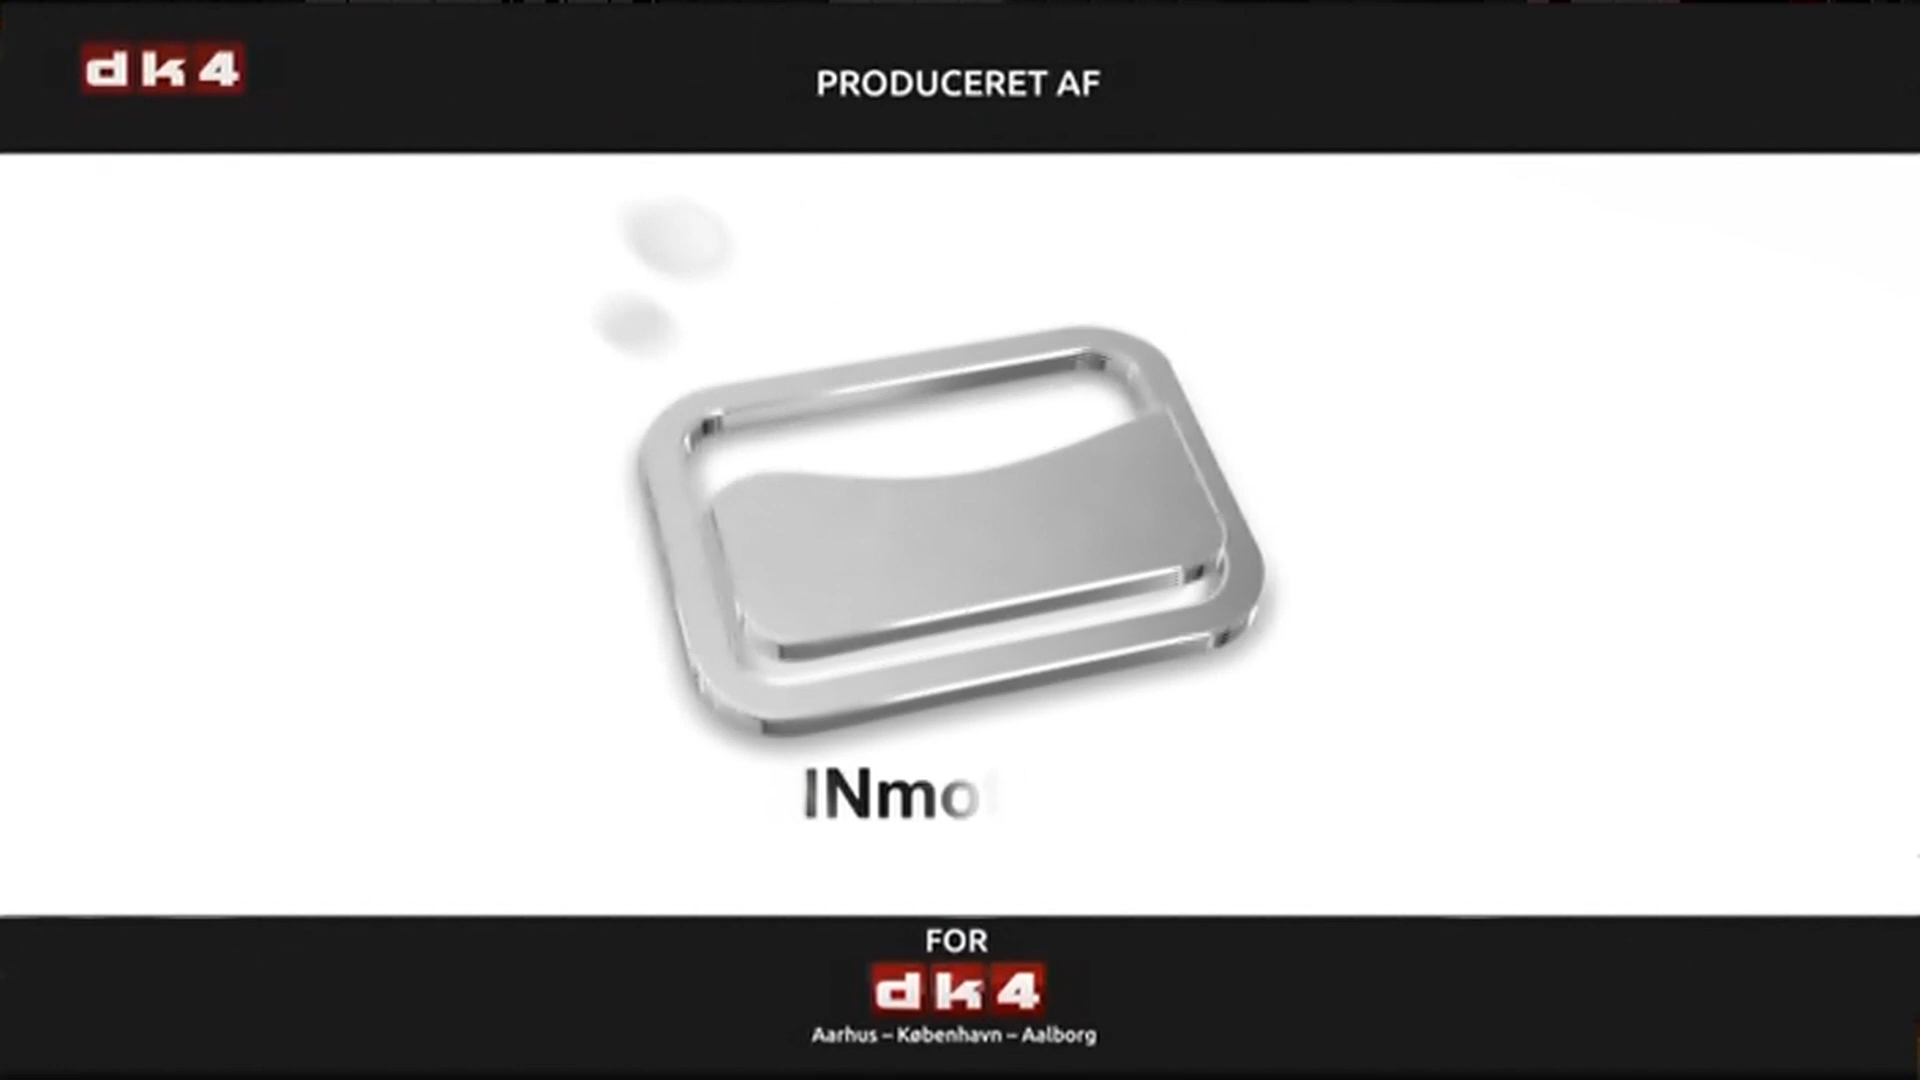 dk4
PRODUCERET AF
INmo
FOR
dk4
Aarhus – København – Aalborg